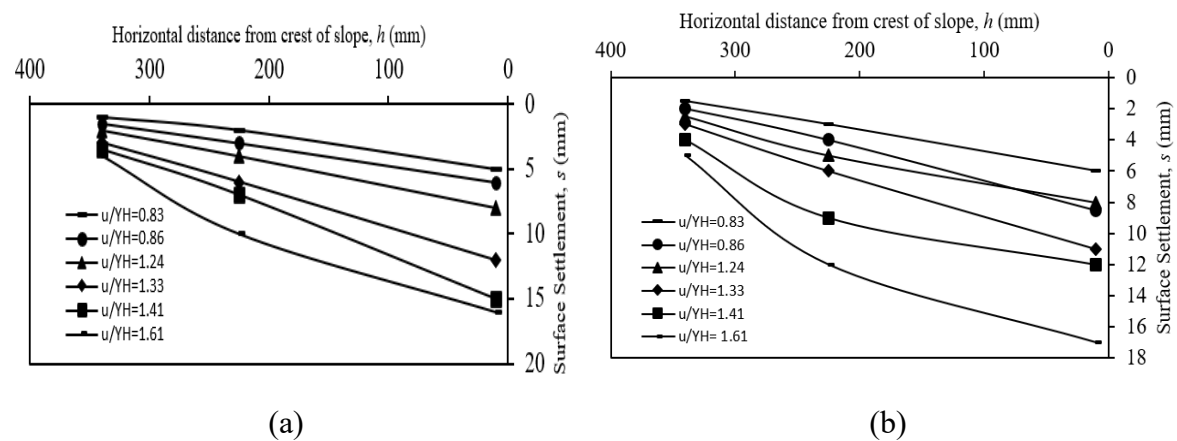 Horizontal distance from crest of slope, h (mm)
400 300 200 100 0
0
5
10
15
20
Surface Settlement, s (mm)
u/YH=0.83
u/YH=0.86
u/YH=1.24
u/YH=1.33
u/YH=1.41
u/YH=1.61
(a)
Horizontal distance from crest of slope, h (mm)
400 300 200 100 0
0
2
4
6
8
10
12
14
16
18
Surface Settlement, s (mm)
u/YH=0.83
u/YH=0.86
u/YH=1.24
u/YH=1.33
u/YH=1.41
u/YH= 1.61
(b)